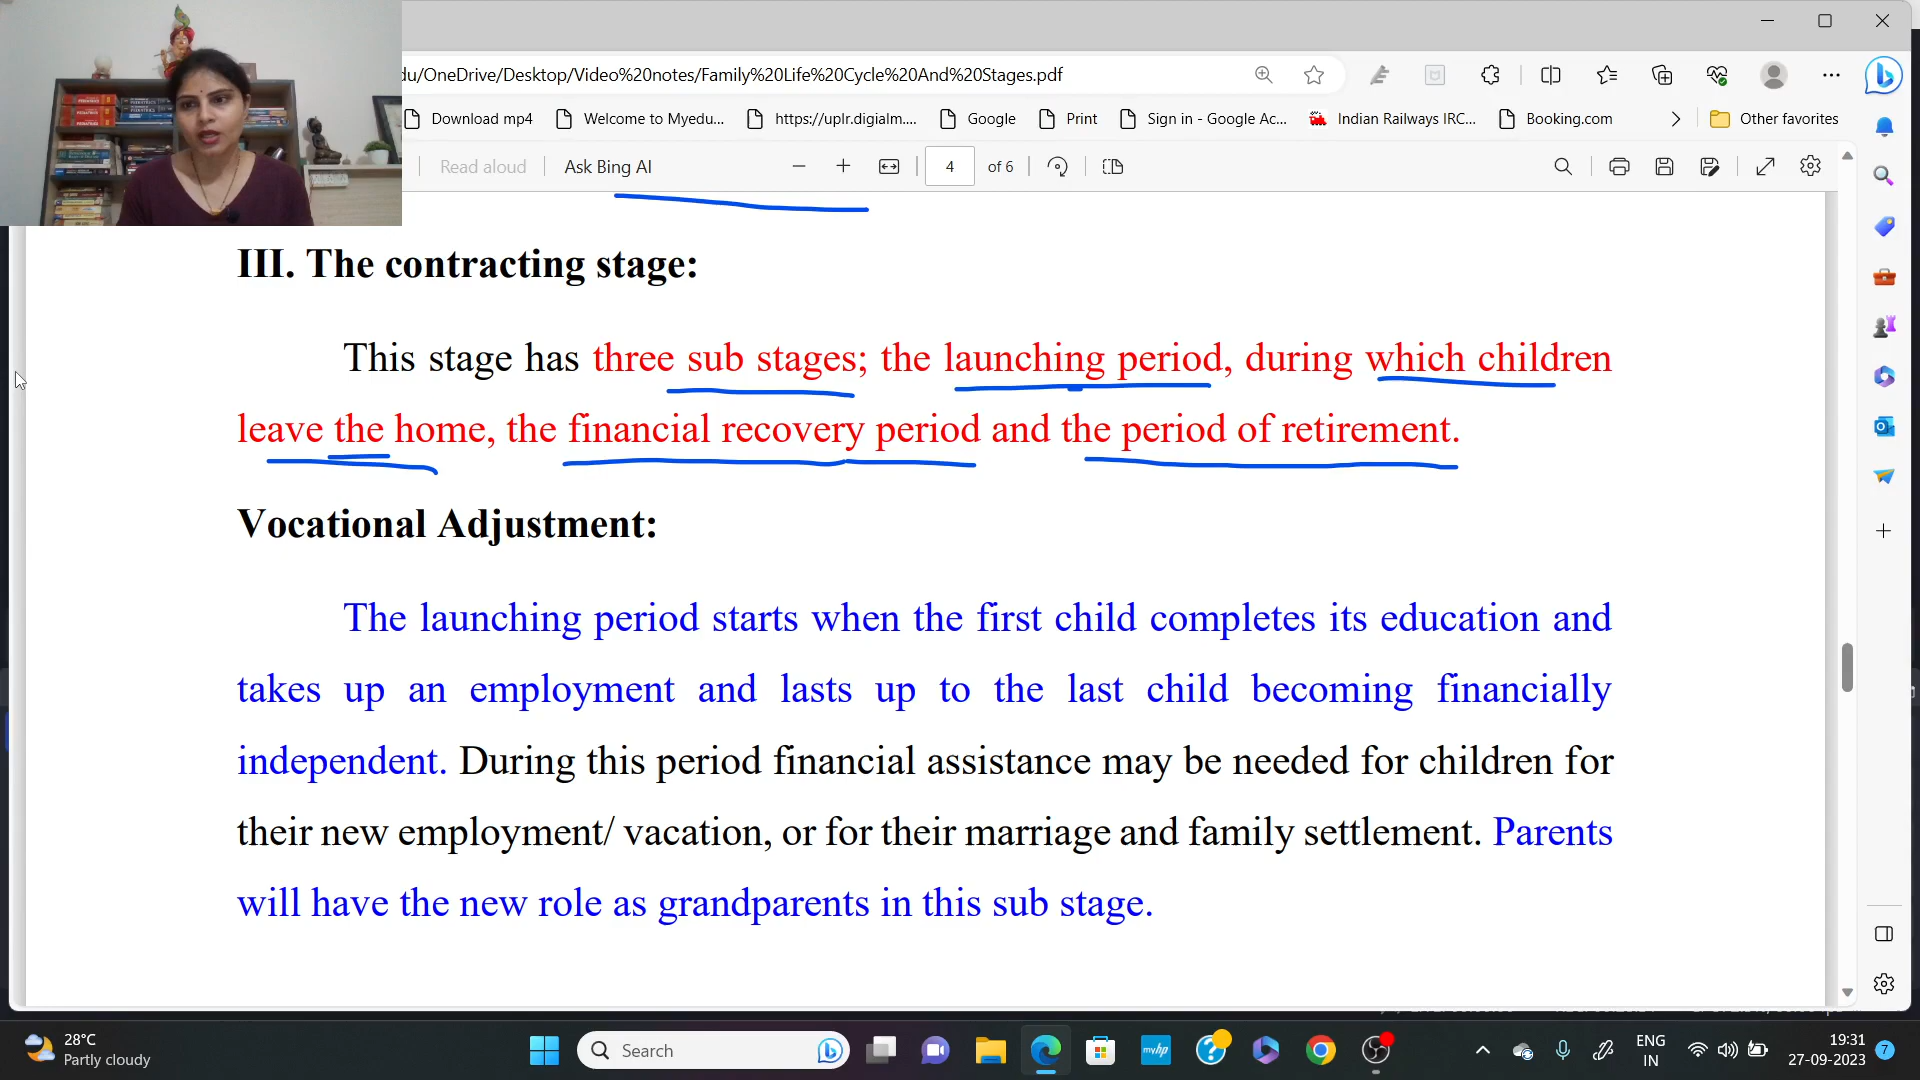 du/OneDrive/Desktop/Video%20notes/Family%20Life%20Cycle%20And%20Stages.pdf
Download mp4 Welcome to Myedu... https://uplr.digialm.... Google Print Sign in - Google Ac... Indian Railways IRC... Booking.com Other favorites
Read aloud Ask Bing AI 4 of 6
III. The contracting stage:
This stage has three sub stages; the launching period, during which children
leave the home, the financial recovery period and the period of retirement.
Vocational Adjustment:
The launching period starts when the first child completes its education and
takes up an employment and lasts up to the last child becoming financially
independent. During this period financial assistance may be needed for children for
their new employment/ vacation, or for their marriage and family settlement. Parents
will have the new role as grandparents in this sub stage.
28°C
Partly cloudy
Search
ENG
IN
19:31
27-09-2023
7